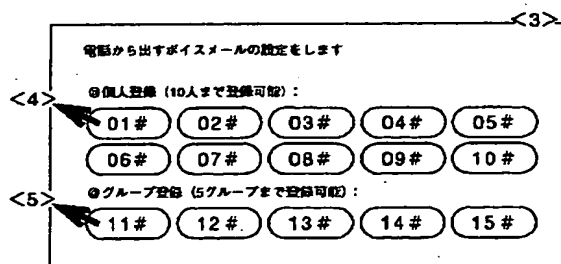 <3>
電話から出すボイスメールの設定をします
<4>
◎個人登録（10人まで登録可能）：
01# 02# 03# 04# 05#
06# 07# 08# 09# 10#
<5>
◎グループ登録（5グループまで登録可能）：
11# 12# 13# 14# 15#